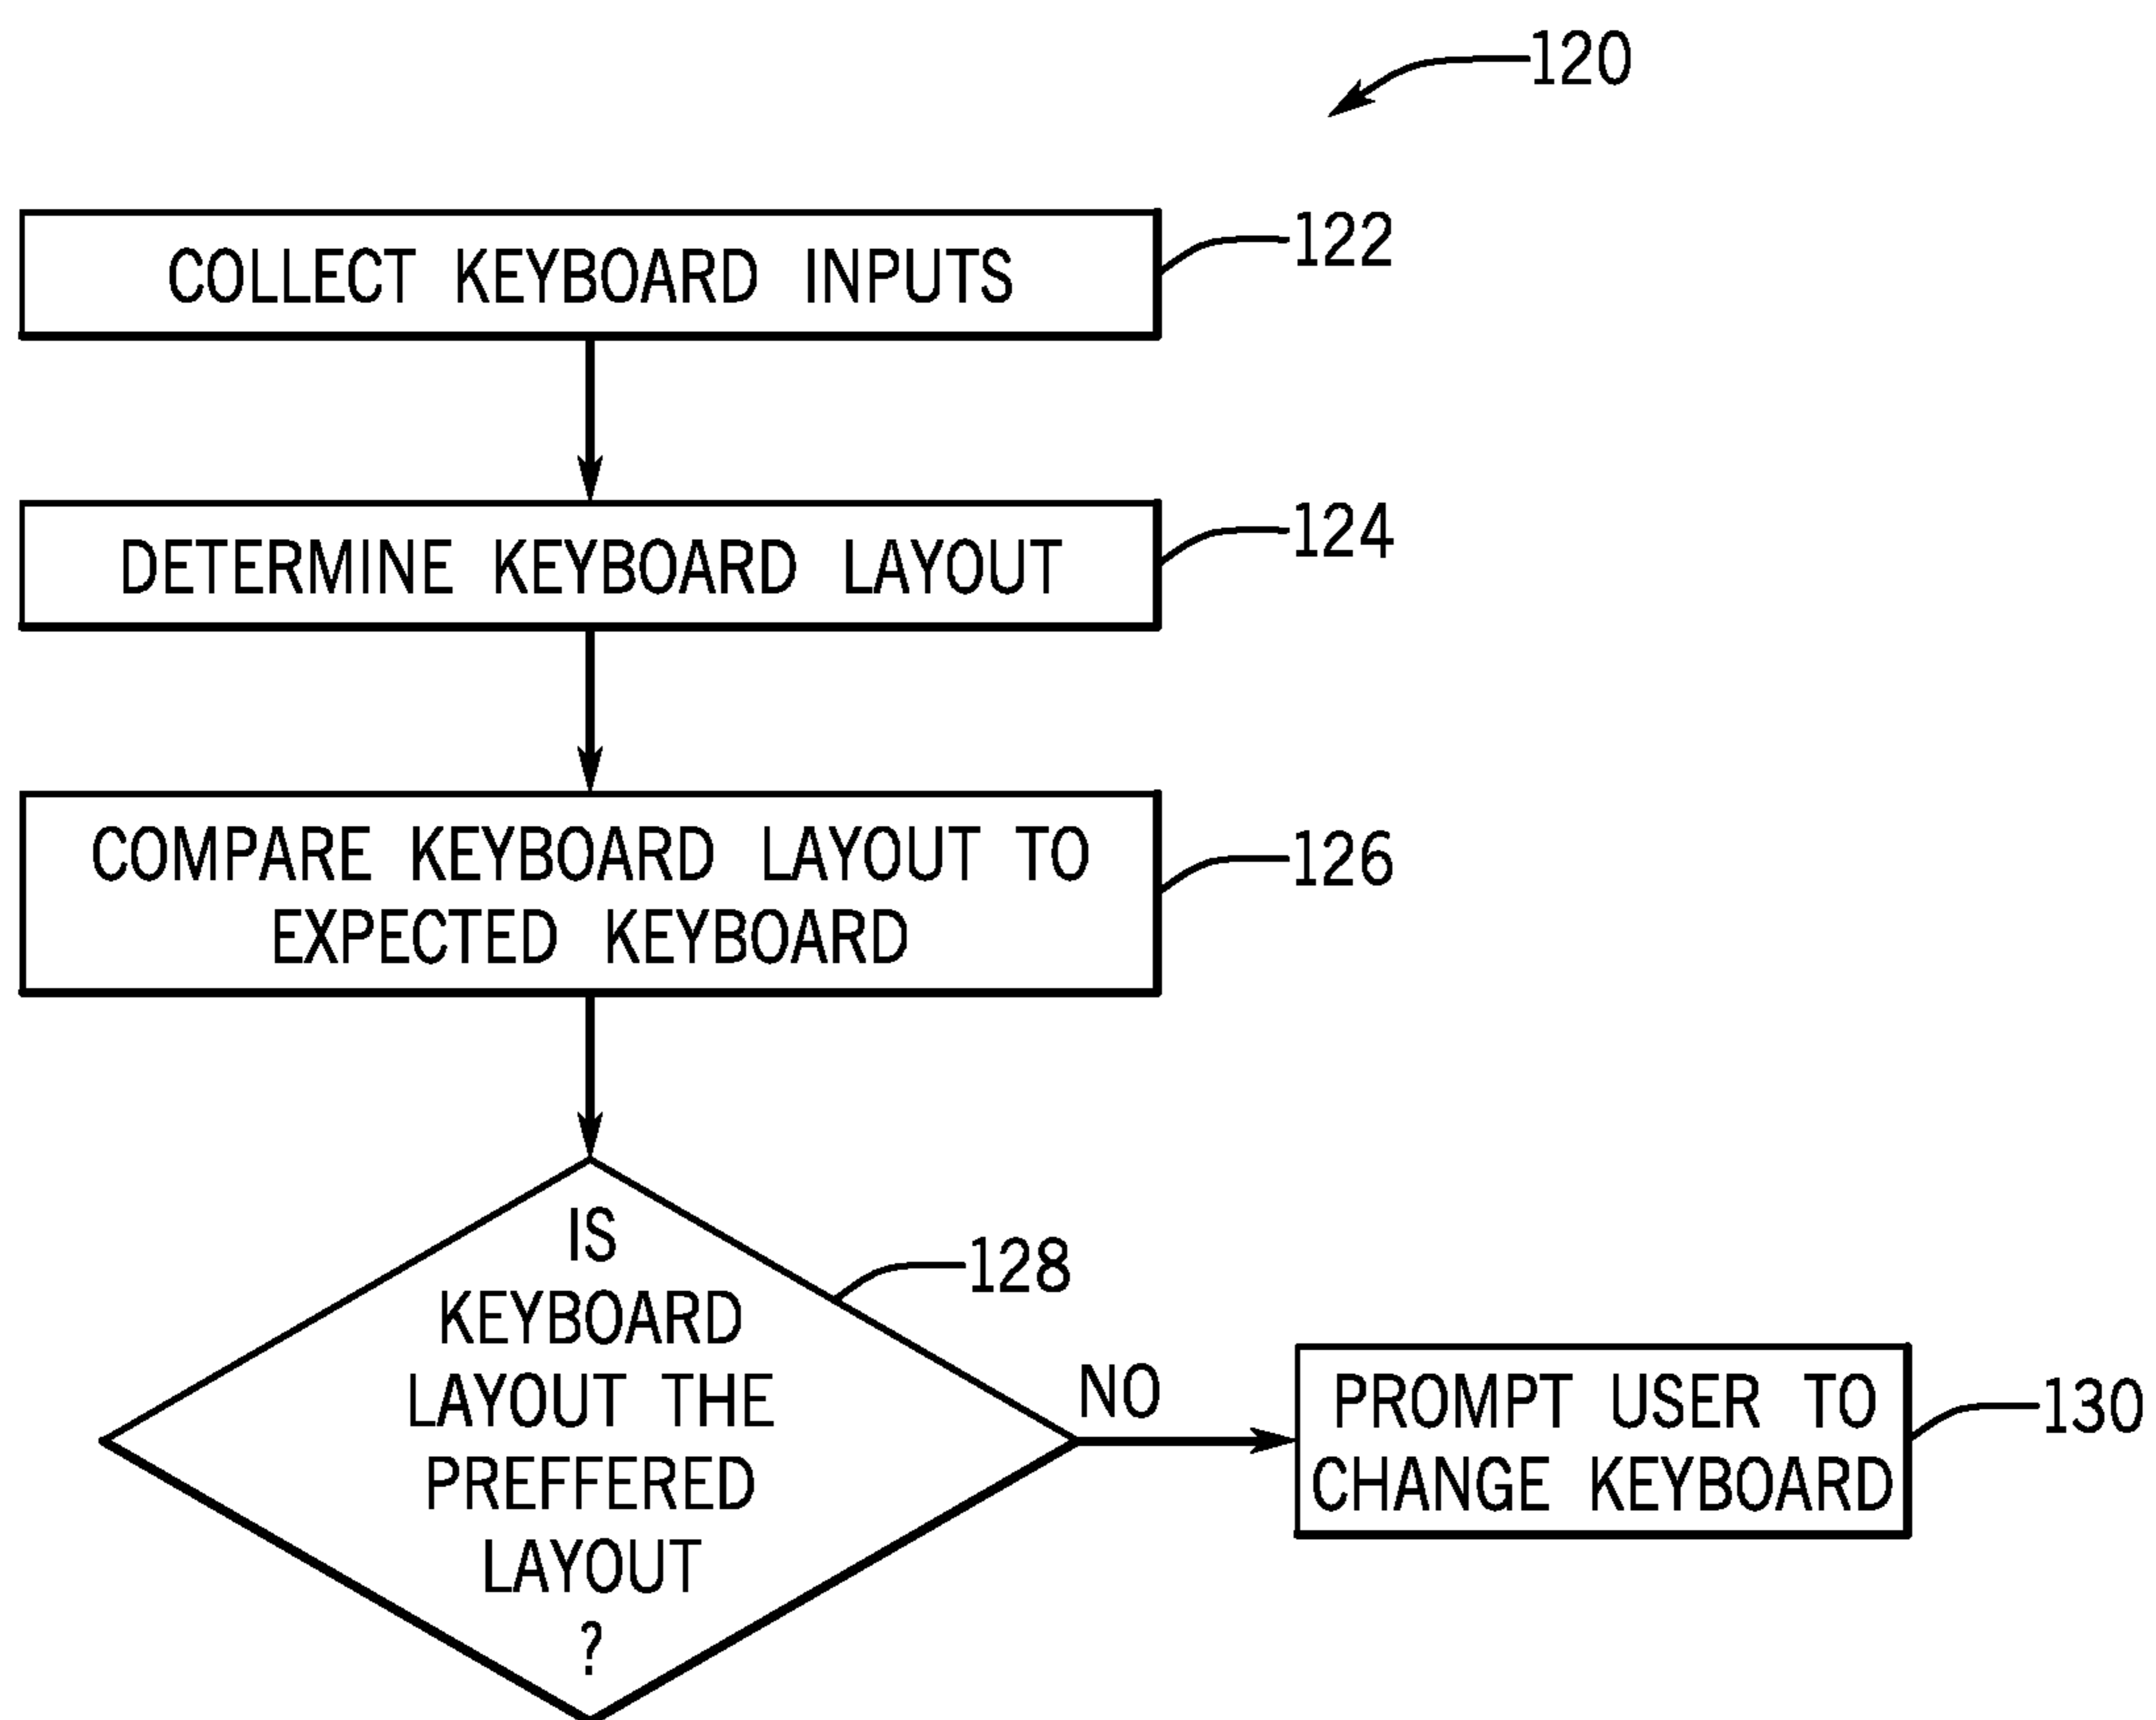 120
COLLECT KEYBOARD INPUTS
122
DETERMINE KEYBOARD LAYOUT
124
COMPARE KEYBOARD LAYOUT TO
EXPECTED KEYBOARD
126
IS
KEYBOARD
LAYOUT THE
PREFFERED
LAYOUT
?
128
NO
PROMPT USER TO
CHANGE KEYBOARD
130